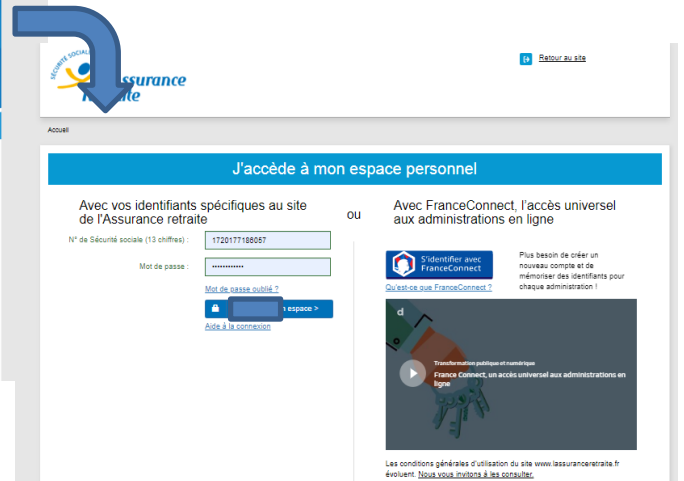 SÉCURITÉ SOCIALE
Retour au site
Accueil
J'accède à mon espace personnel
Avec vos identifiants spécifiques au site
de l'Assurance retraite
N° de Sécurité sociale (13 chiffres) :
1720177186057
Mot de passe :
••••••••••••
Mot de passe oublié ?
espace >
Aide à la connexion
ou
Avec FranceConnect, l'accès universel
aux administrations en ligne
S'identifier avec
FranceConnect
Qu'est-ce que FranceConnect ?
Plus besoin de créer un
nouveau compte et de
mémoriser des identifiants pour
chaque administration !
d
Transformation publique et numérique
France Connect, un accès universel aux administrations en
ligne
Les conditions générales d'utilisation du site www.lassuranceretraite.fr
évoluent. Nous vous invitons à les consulter.